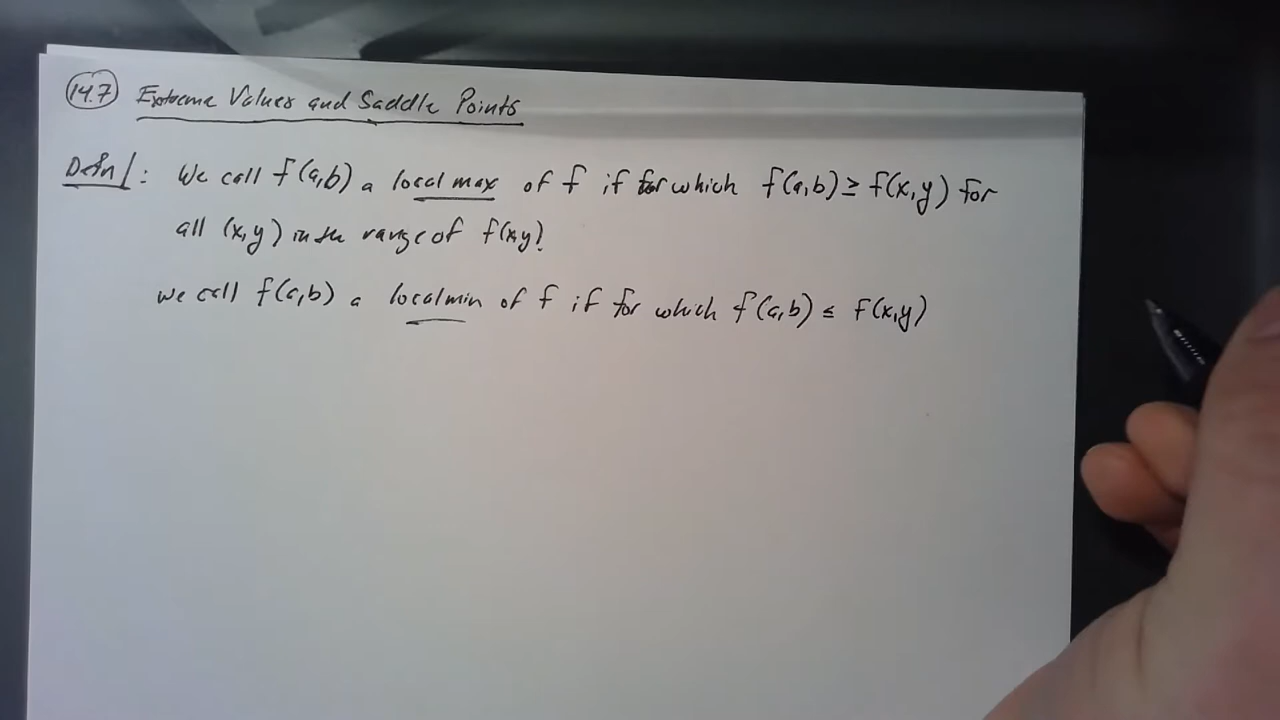 14.7 Extreme Values and Saddle Points
Defn/: We call f(a,b) a local max of f if for which f(a,b) ≥ f(x,y) for
all (x,y) in the range of f(x,y).
we call f(a,b) a local min of f if for which f(a,b) ≤ f(x,y)